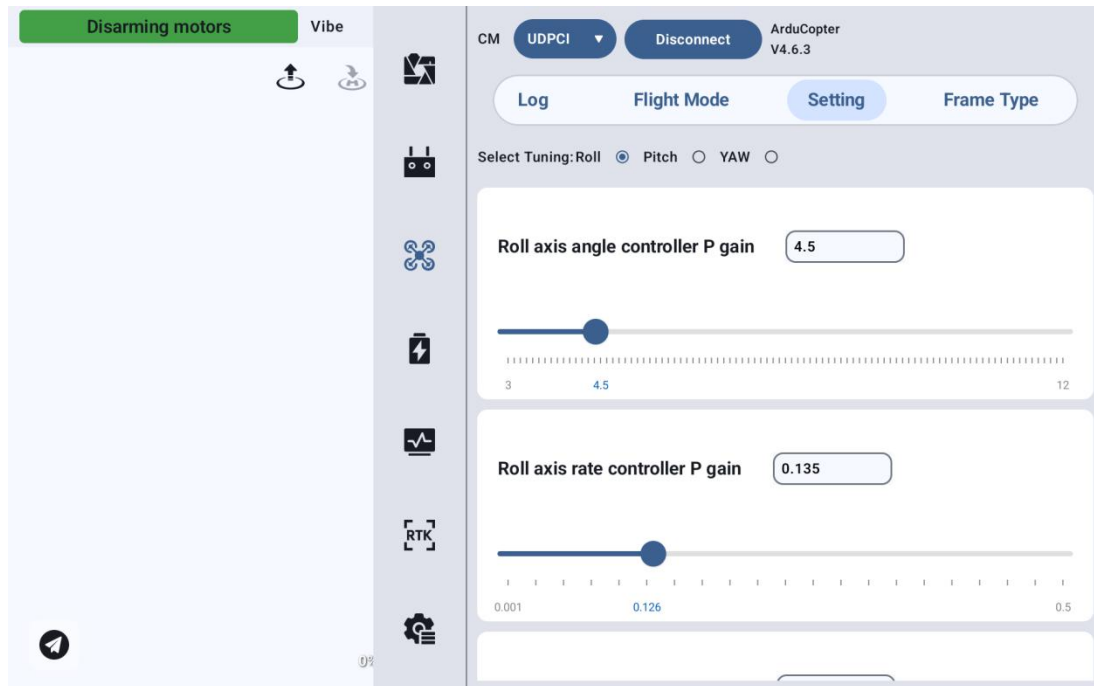 Disarming motors
Vibe
0%
RTK
CM UDPCI Disconnect ArduCopter
V4.6.3
Log Flight Mode Setting Frame Type
Select Tuning: Roll Pitch YAW
Roll axis angle controller P gain 4.5
3 4.5 12
Roll axis rate controller P gain 0.135
0.001 0.126 0.5